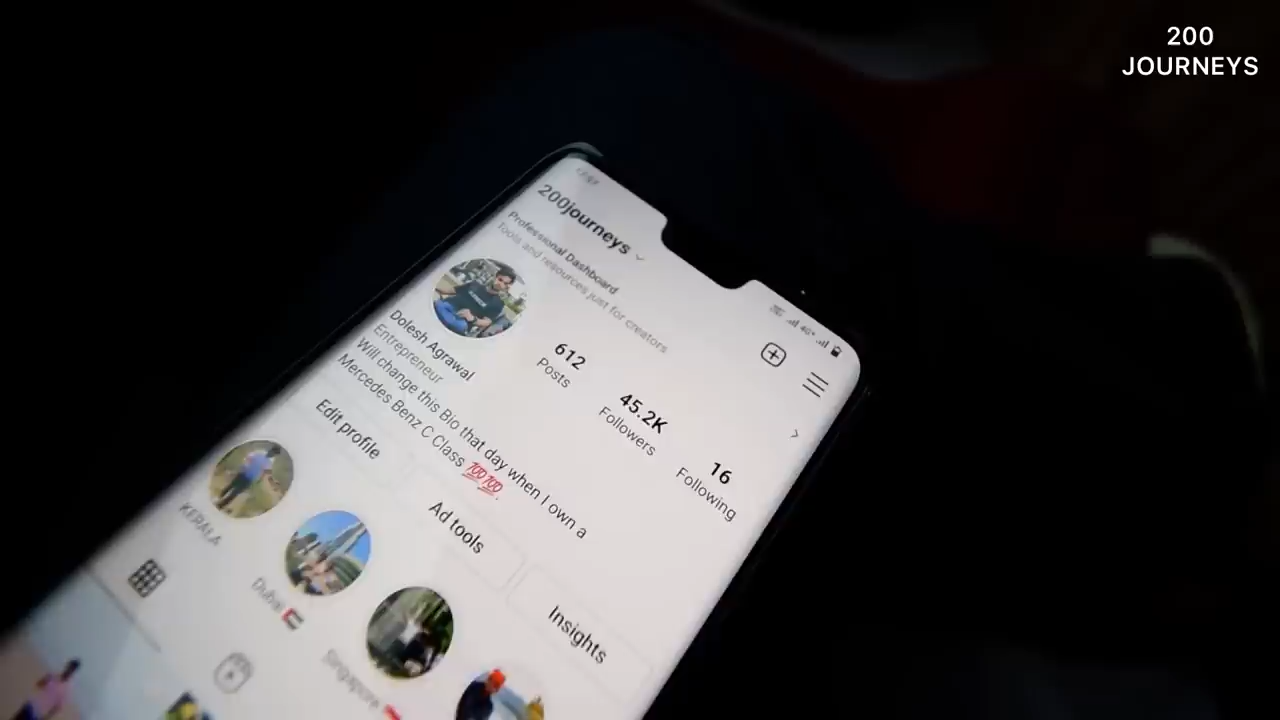 200
JOURNEYS
200journeys
Professional Dashboard
Tools and resources just for creators
612
Posts
45.2K
Followers
16
Following
Dolesh Agrawal
Entrepreneur
Will change this Bio that day when I own a
Mercedes Benz C Class 💯💯
Edit profile
Ad tools
Insights
KERALA
Dubai 🇦🇪
Singapore